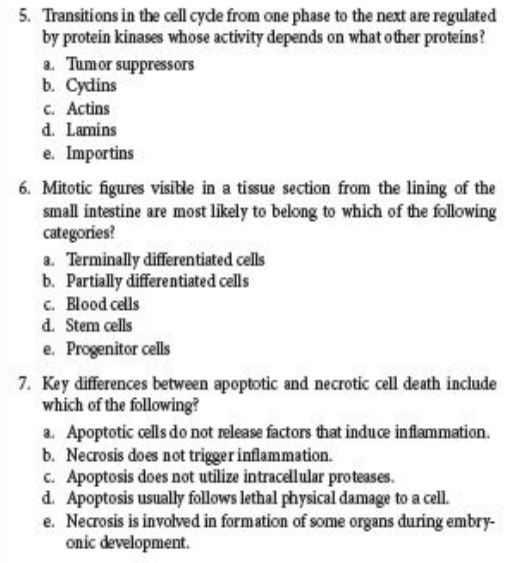 5. Transitions in the cell cycle from one phase to the next are regulated
by protein kinases whose activity depends on what other proteins?
a. Tumor suppressors
b. Cyclins
c. Actins
d. Lamins
e. Importins
6. Mitotic figures visible in a tissue section from the lining of the
small intestine are most likely to belong to which of the following
categories?
a. Terminally differentiated cells
b. Partially differentiated cells
c. Blood cells
d. Stem cells
e. Progenitor cells
7. Key differences between apoptotic and necrotic cell death include
which of the following?
a. Apoptotic cells do not release factors that induce inflammation.
b. Necrosis does not trigger inflammation.
c. Apoptosis does not utilize intracellular proteases.
d. Apoptosis usually follows lethal physical damage to a cell.
e. Necrosis is involved in formation of some organs during embry-
onic development.